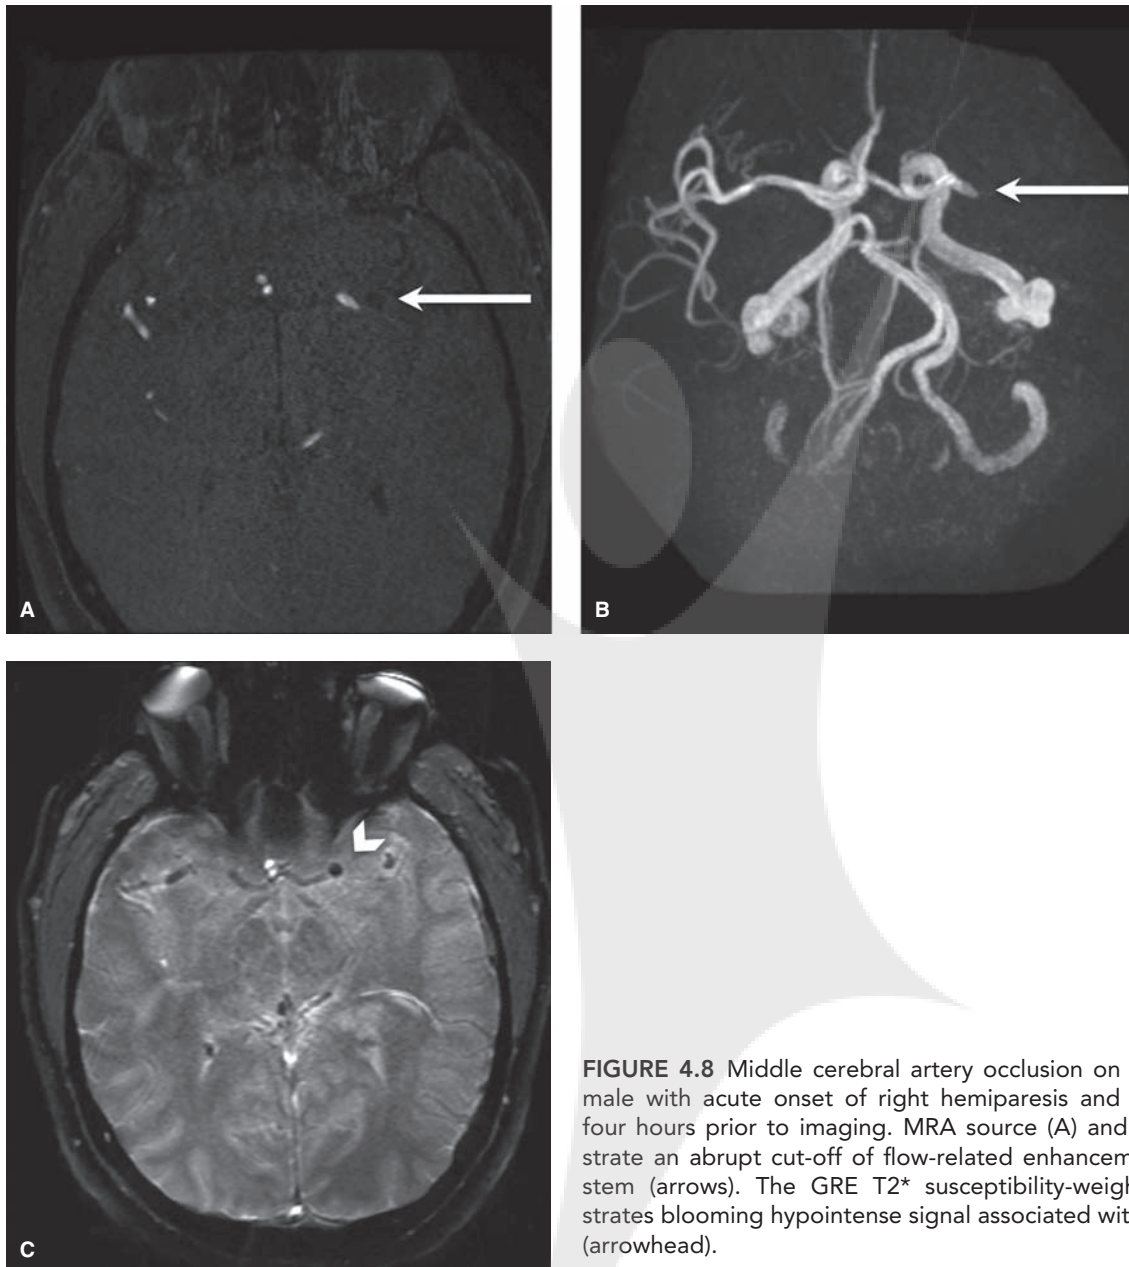 A
B
C
FIGURE 4.8 Middle cerebral artery occlusion on
male with acute onset of right hemiparesis and
four hours prior to imaging. MRA source (A) and
strate an abrupt cut-off of flow-related enhancem
stem (arrows). The GRE T2* susceptibility-weigh
strates blooming hypointense signal associated wit
(arrowhead).